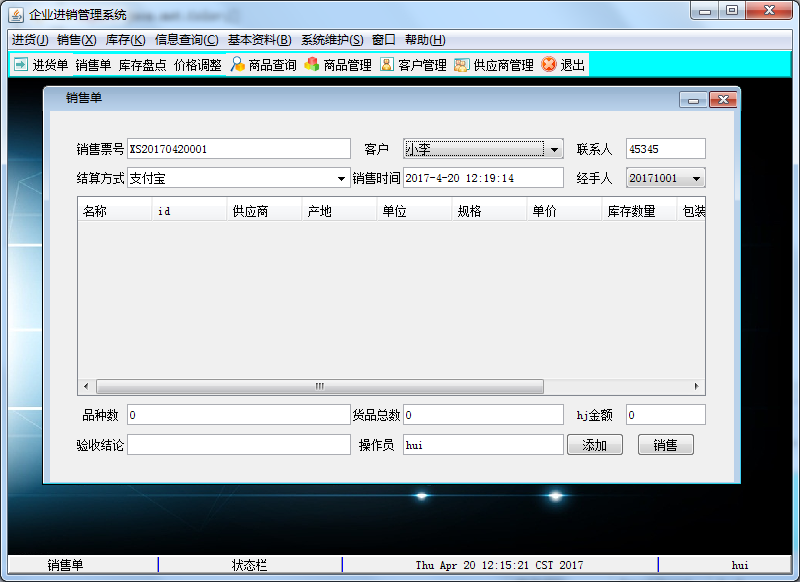 企业进销管理系统
进货(J) 销售(X) 库存(K) 信息查询(C) 基本资料(B) 系统维护(S) 窗口 帮助(H)
进货单 销售单 库存盘点 价格调整 商品查询 商品管理 客户管理 供应商管理 退出
销售单
销售票号 XS20170420001 客户 小李 联系人 45345
结算方式 支付宝 销售时间 2017-4-20 12:19:14 经手人 20171001
名称 id 供应商 产地 单位 规格 单价 库存数量 包装
品种数 0 货品总数 0 hj金额 0
验收结论 操作员 hui 添加 销售
销售单 状态栏 Thu Apr 20 12:15:21 CST 2017 hui